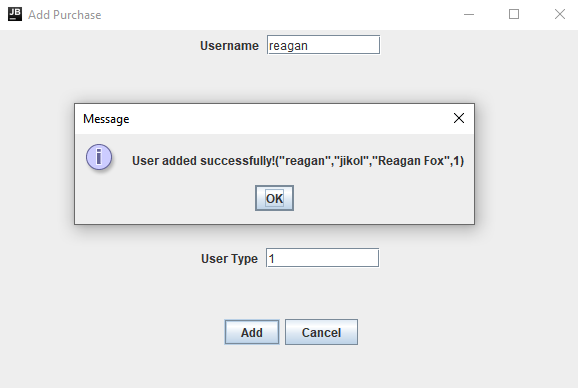 JB Add Purchase
Username reagan
Message
User added successfully!("reagan","jikol","Reagan Fox",1)
OK
User Type 1
Add Cancel